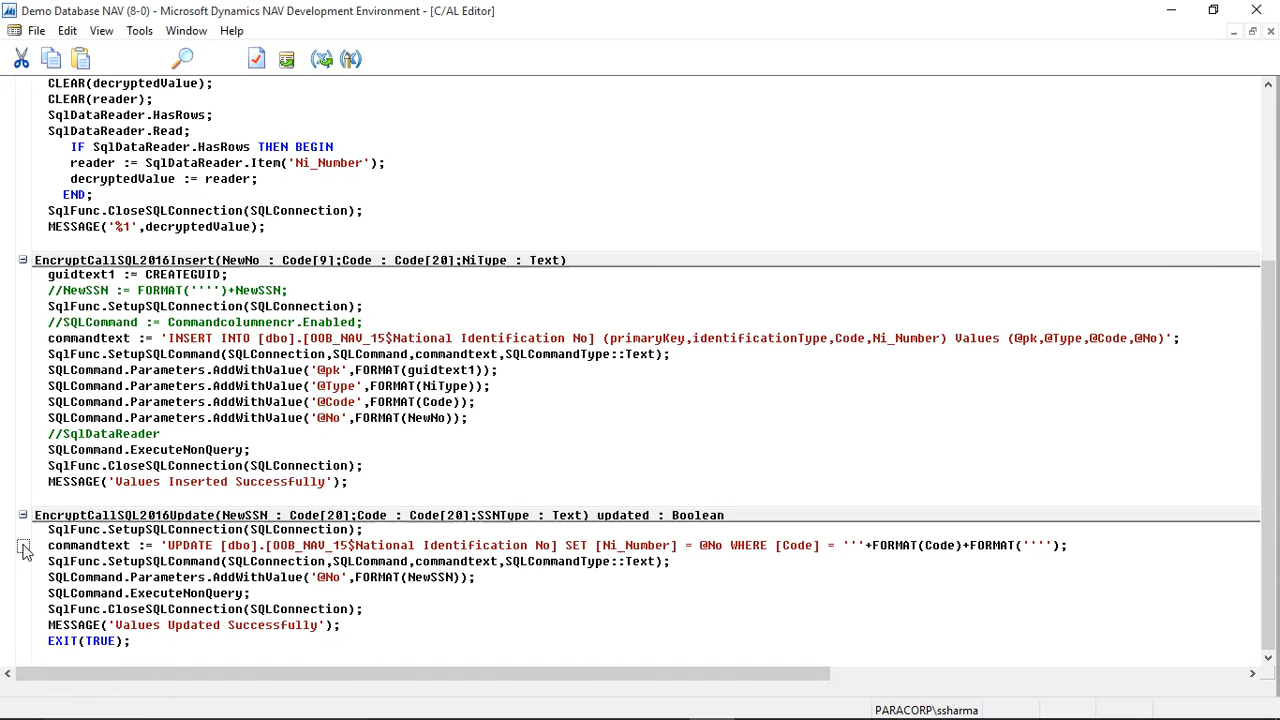 Demo Database NAV (8-0) - Microsoft Dynamics NAV Development Environment - [C/AL Editor]
File Edit View Tools Window Help
CLEAR(decryptedValue);
CLEAR(reader);
SqlDataReader.HasRows;
SqlDataReader.Read;
IF SqlDataReader.HasRows THEN BEGIN
reader := SqlDataReader.Item('Ni_Number');
decryptedValue := reader;
END;
SqlFunc.CloseSQLConnection(SQLConnection);
MESSAGE('%1',decryptedValue);
EncryptCallSQL2016Insert(NewNo : Code[9];Code : Code[20];NiType : Text)
guidtext1 := CREATEGUID;
//NewSSN := FORMAT('''')+NewSSN;
SqlFunc.SetupSQLConnection(SQLConnection);
//SQLCommand := Commandcolumnencr.Enabled;
commandtext := 'INSERT INTO [dbo].[OOB_NAV_15$National Identification No] (primaryKey,identificationType,Code,Ni_Number) Values (@pk,@Type,@Code,@No)';
SqlFunc.SetupSQLCommand(SQLConnection,SQLCommand,commandtext,SQLCommandType::Text);
SQLCommand.Parameters.AddWithValue('@pk',FORMAT(guidtext1));
SQLCommand.Parameters.AddWithValue('@Type',FORMAT(NiType));
SQLCommand.Parameters.AddWithValue('@Code',FORMAT(Code));
SQLCommand.Parameters.AddWithValue('@No',FORMAT(NewNo));
//SqlDataReader
SQLCommand.ExecuteNonQuery;
SqlFunc.CloseSQLConnection(SQLConnection);
MESSAGE('Values Inserted Successfully');
EncryptCallSQL2016Update(NewSSN : Code[20];Code : Code[20];SSNType : Text) updated : Boolean
SqlFunc.SetupSQLConnection(SQLConnection);
commandtext := 'UPDATE [dbo].[OOB_NAV_15$National Identification No] SET [Ni_Number] = @No WHERE [Code] = '''+FORMAT(Code)+FORMAT('''');
SqlFunc.SetupSQLCommand(SQLConnection,SQLCommand,commandtext,SQLCommandType::Text);
SQLCommand.Parameters.AddWithValue('@No',FORMAT(NewSSN));
SQLCommand.ExecuteNonQuery;
SqlFunc.CloseSQLConnection(SQLConnection);
MESSAGE('Values Updated Successfully');
EXIT(TRUE);
PARACORP\ssharma